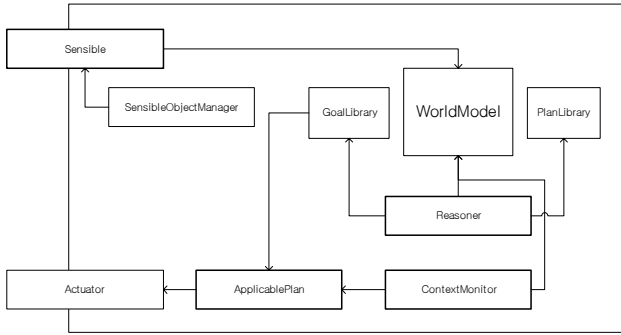 Sensible
SensibleObjectManager
GoalLibrary
WorldModel
PlanLibrary
Reasoner
Actuator
ApplicablePlan
ContextMonitor